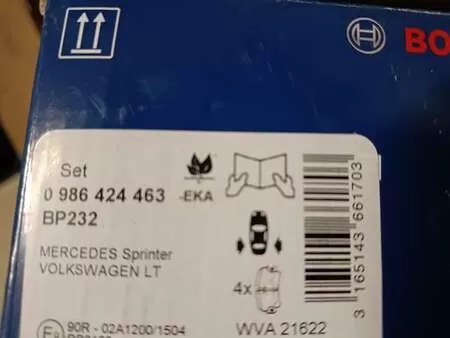 BO
Set
0 986 424 463 -EKA
BP232
MERCEDES Sprinter
VOLKSWAGEN LT
4x
3 165143 661703
90R - 02A1200/1504
WVA 21622